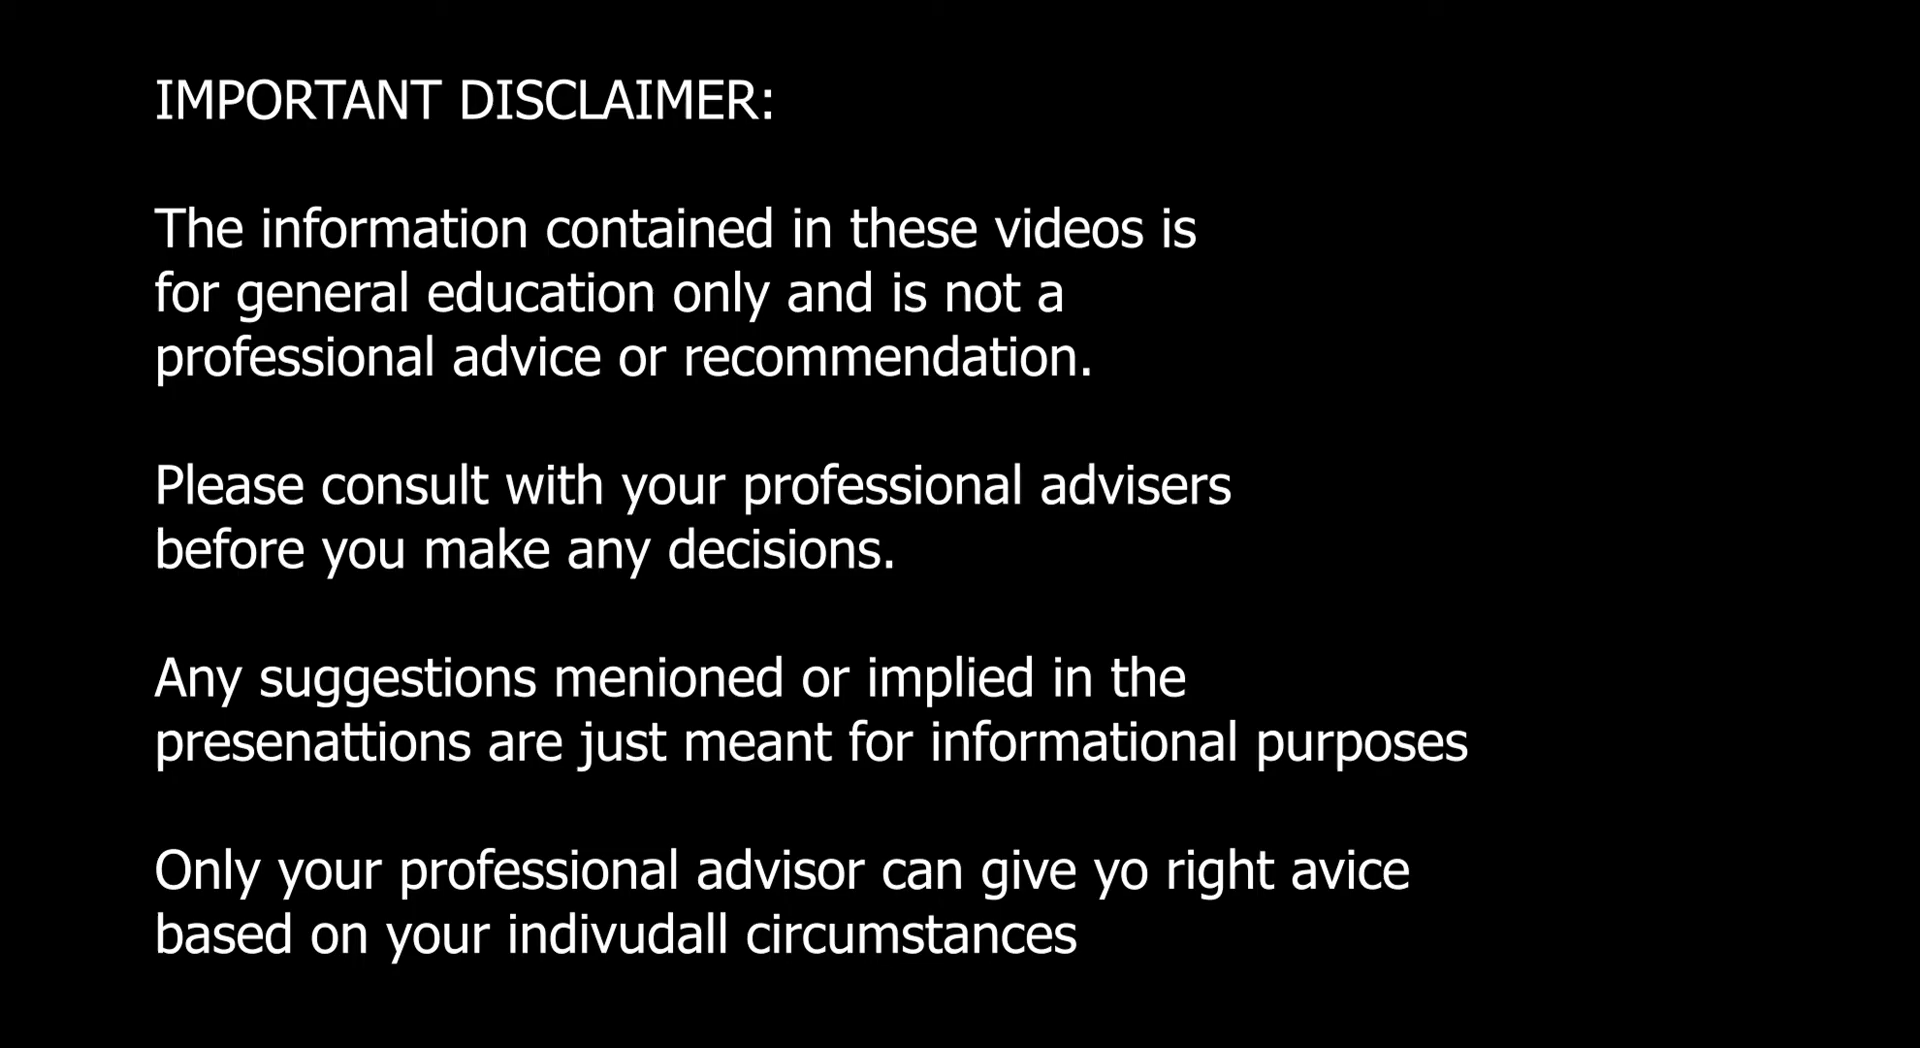 IMPORTANT DISCLAIMER:
The information contained in these videos is
for general education only and is not a
professional advice or recommendation.
Please consult with your professional advisers
before you make any decisions.
Any suggestions menioned or implied in the
presenattions are just meant for informational purposes
Only your professional advisor can give yo right avice
based on your indivudall circumstances